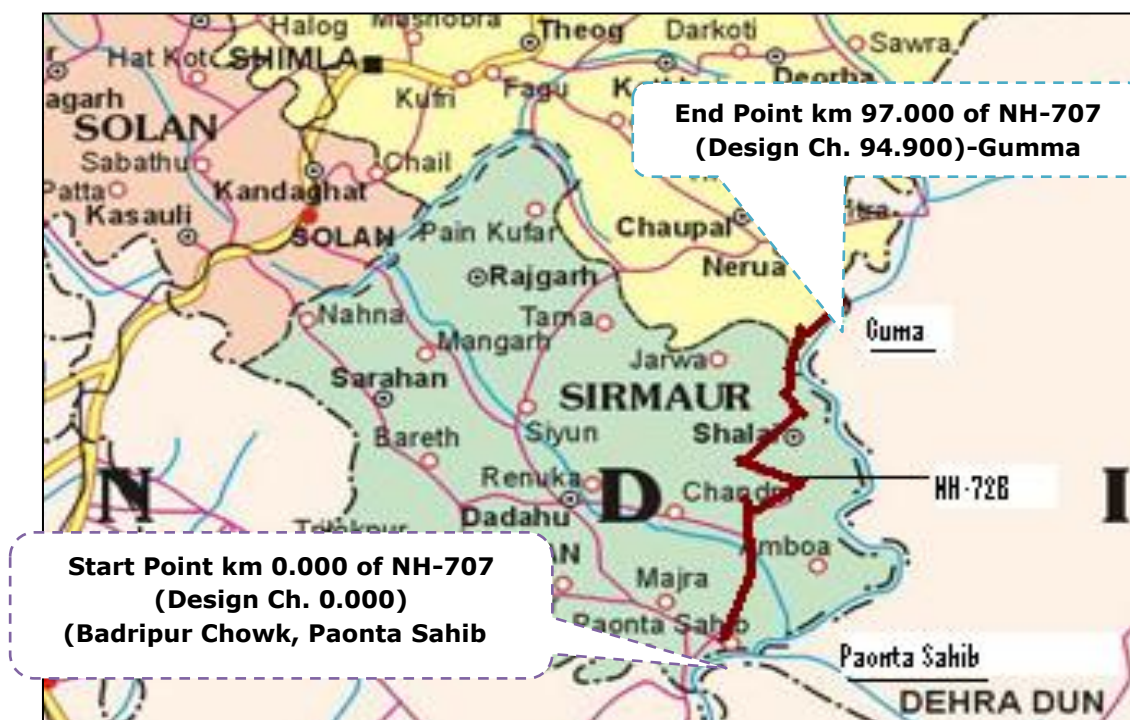 Halog
Mashobra
Theog
Darkoti
Sawra
Hat Kot
SHIMLA
Deorha
Kufri
Fagu
agarh
SOLAN
End Point km 97.000 of NH-707
(Design Ch. 94.900)-Gumma
Sabathu
Chail
Patta
Kandaghat
Kasauli
SOLAN
Pain Kufar
Chaupal
Rajgarh
Nerua
Nahna
Tama
Guma
Mangarh
Jarwa
Sarahan
SIRMAUR
Bareth
Siyun
Shala
N
Renuka
D
NH-72B
I
Dadahu
Amboa
Start Point km 0.000 of NH-707
(Design Ch. 0.000)
(Badripur Chowk, Paonta Sahib
AN
Majra
Paonta Sahib
Paonta Sahib
DEHRA DUN